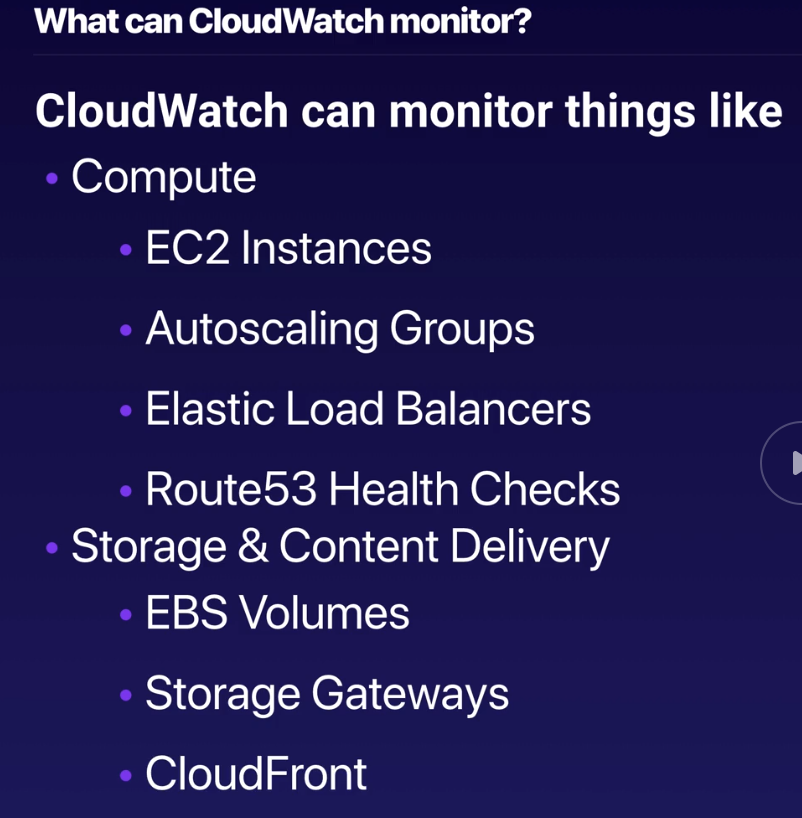 What can CloudWatch monitor?
CloudWatch can monitor things like
• Compute
• EC2 Instances
• Autoscaling Groups
• Elastic Load Balancers
• Route53 Health Checks
• Storage & Content Delivery
• EBS Volumes
• Storage Gateways
• CloudFront